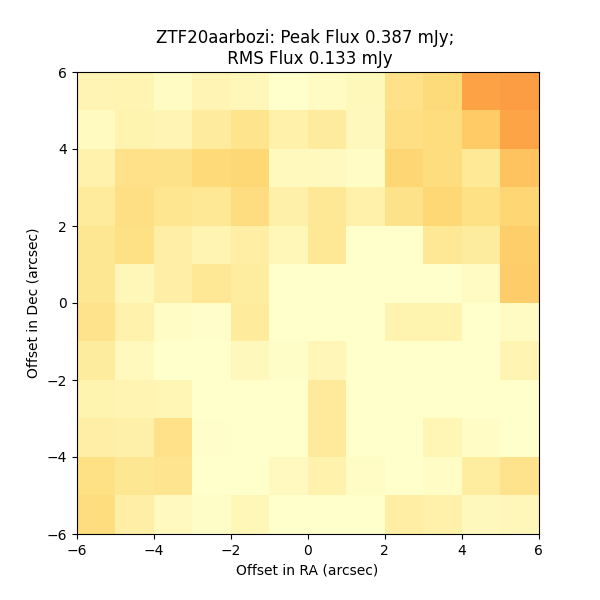 ZTF20aarbozi: Peak Flux 0.387 mJy;
RMS Flux 0.133 mJy
6
4
2
0
−2
−4
−6
Offset in Dec (arcsec)
−6 −4 −2 0 2 4 6
Offset in RA (arcsec)